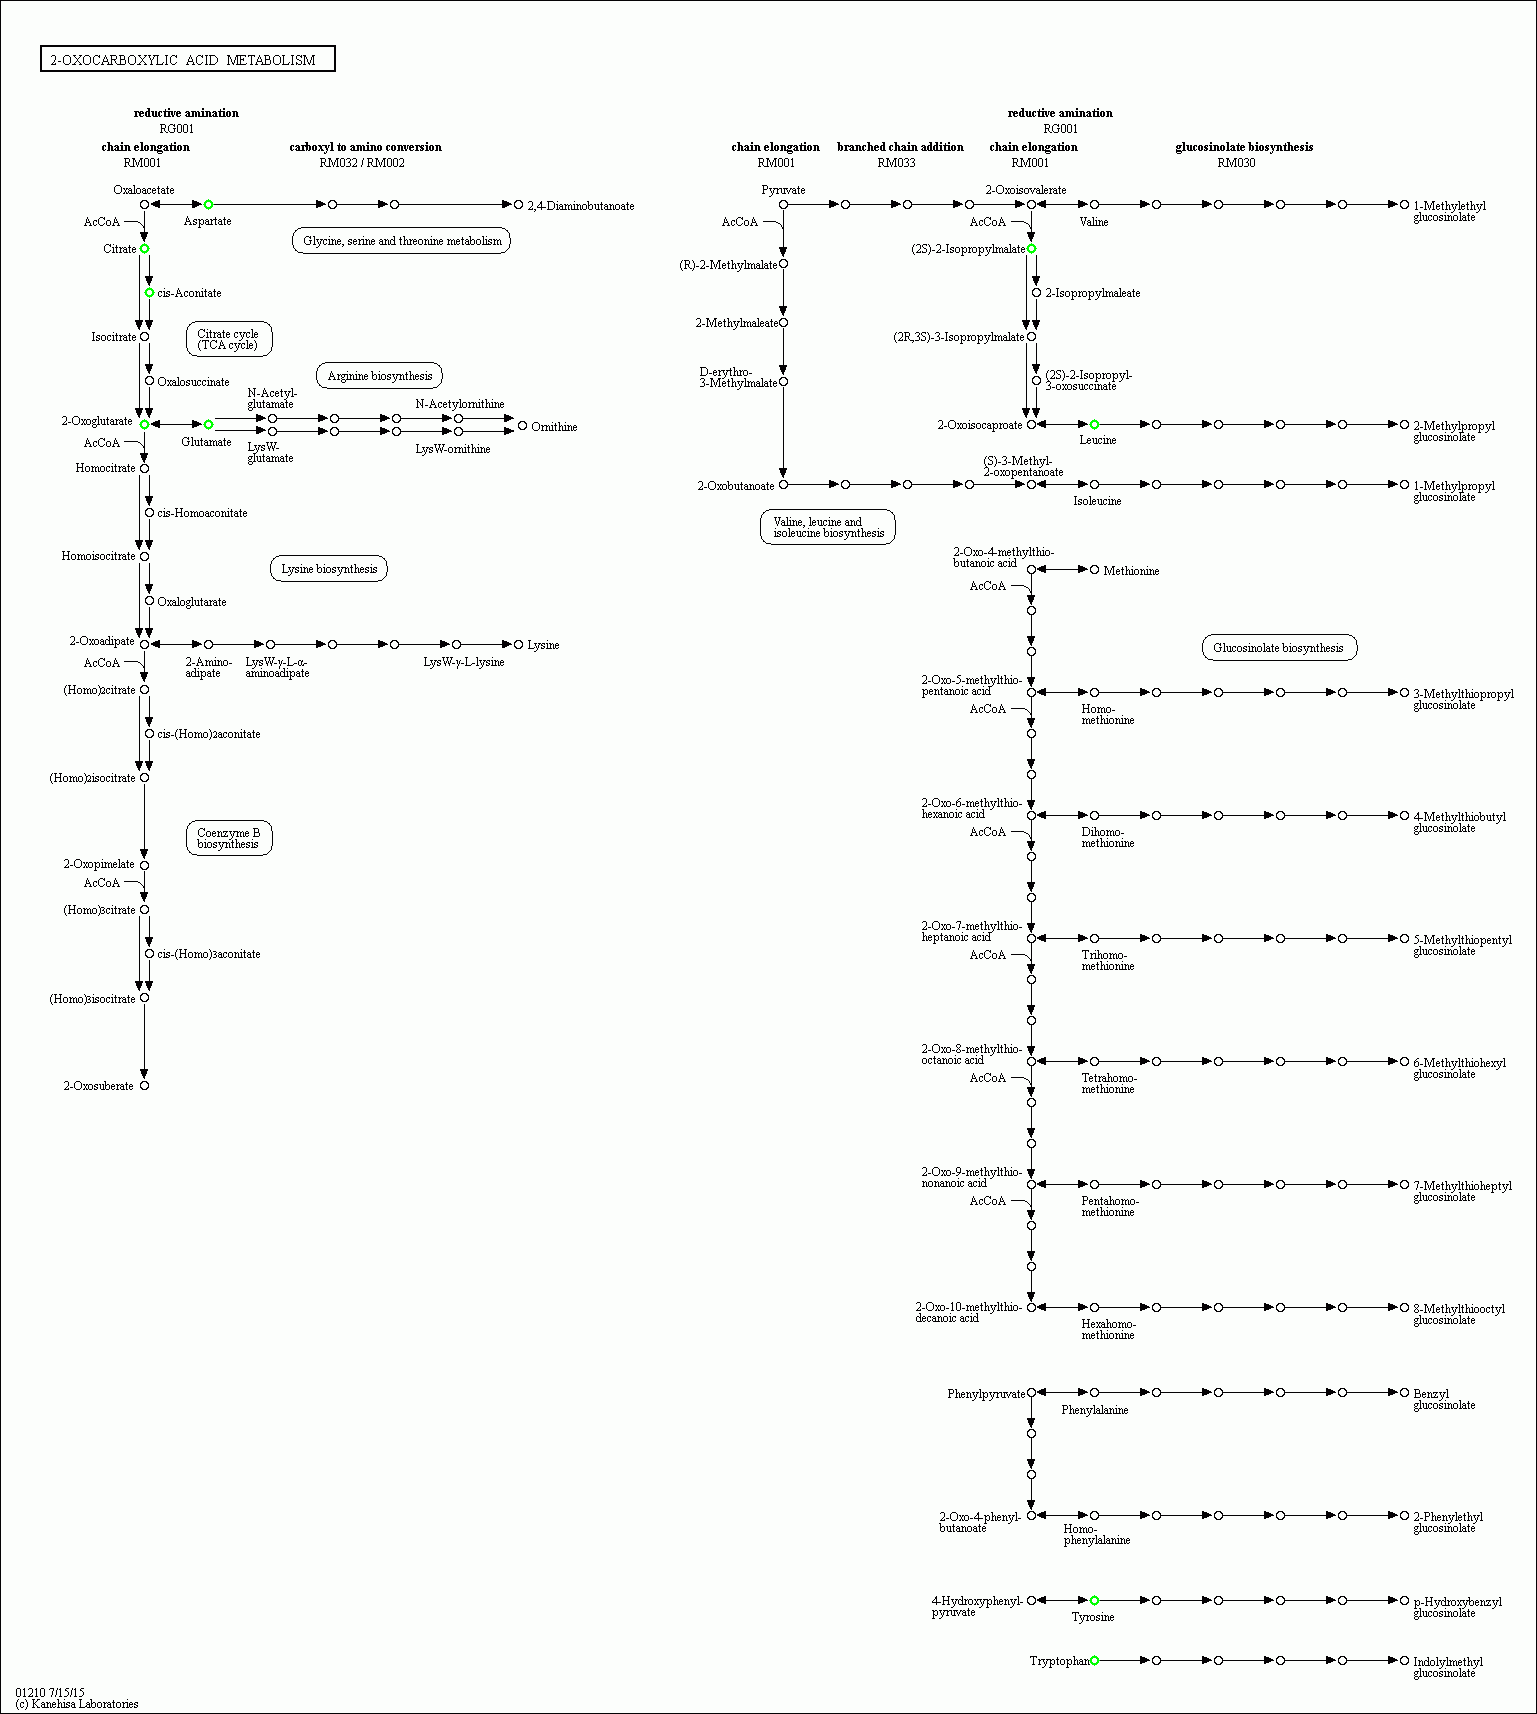 2-OXOCARBOXYLIC ACID METABOLISM
reductive amination
RG001
chain elongation
RM001
carboxyl to amino conversion
RM032 / RM002
Oxaloacetate
Aspartate
2,4-Diaminobutanoate
AcCoA
Glycine, serine and threonine metabolism
Citrate
cis-Aconitate
Isocitrate
Citrate cycle
(TCA cycle)
Oxalosuccinate
Arginine biosynthesis
N-Acetyl-
glutamate
N-Acetylornithine
2-Oxoglutarate
Glutamate
LysW-
glutamate
LysW-ornithine
Ornithine
AcCoA
Homocitrate
cis-Homoaconitate
Homoisocitrate
Lysine biosynthesis
Oxaloglutarate
2-Oxoadipate
2-Amino-
adipate
LysW-γ-L-α-
aminoadipate
LysW-γ-L-lysine
Lysine
AcCoA
(Homo)2citrate
cis-(Homo)2aconitate
(Homo)2isocitrate
Coenzyme B
biosynthesis
2-Oxopimelate
AcCoA
(Homo)3citrate
cis-(Homo)3aconitate
(Homo)3isocitrate
2-Oxosuberate
reductive amination
RG001
chain elongation
RM001
branched chain addition
RM033
chain elongation
RM001
glucosinolate biosynthesis
RM030
Pyruvate
AcCoA
(R)-2-Methylmalate
2-Methylmaleate
D-erythro-
3-Methylmalate
2-Oxobutanoate
Valine, leucine and
isoleucine biosynthesis
2-Oxoisovalerate
AcCoA
Valine
1-Methylethyl
glucosinolate
(2S)-2-Isopropylmalate
2-Isopropylmaleate
(2R,3S)-3-Isopropylmalate
(2S)-2-Isopropyl-
3-oxosuccinate
2-Oxoisocaproate
Leucine
2-Methylpropyl
glucosinolate
(S)-3-Methyl-
2-oxopentanoate
Isoleucine
1-Methylpropyl
glucosinolate
2-Oxo-4-methylthio-
butanoic acid
Methionine
AcCoA
Glucosinolate biosynthesis
2-Oxo-5-methylthio-
pentanoic acid
AcCoA
Homo-
methionine
3-Methylthiopropyl
glucosinolate
2-Oxo-6-methylthio-
hexanoic acid
AcCoA
Dihomo-
methionine
4-Methylthiobutyl
glucosinolate
2-Oxo-7-methylthio-
heptanoic acid
AcCoA
Trihomo-
methionine
5-Methylthiopentyl
glucosinolate
2-Oxo-8-methylthio-
octanoic acid
AcCoA
Tetrahomo-
methionine
6-Methylthiohexyl
glucosinolate
2-Oxo-9-methylthio-
nonanoic acid
AcCoA
Pentahomo-
methionine
7-Methylthioheptyl
glucosinolate
2-Oxo-10-methylthio-
decanoic acid
Hexahomo-
methionine
8-Methylthiooctyl
glucosinolate
Phenylpyruvate
Phenylalanine
Benzyl
glucosinolate
2-Oxo-4-phenyl-
butanoate
Homo-
phenylalanine
2-Phenylethyl
glucosinolate
4-Hydroxyphenyl-
pyruvate
Tyrosine
p-Hydroxybenzyl
glucosinolate
Tryptophan
Indolylmethyl
glucosinolate
01210 7/15/15
(c) Kanehisa Laboratories